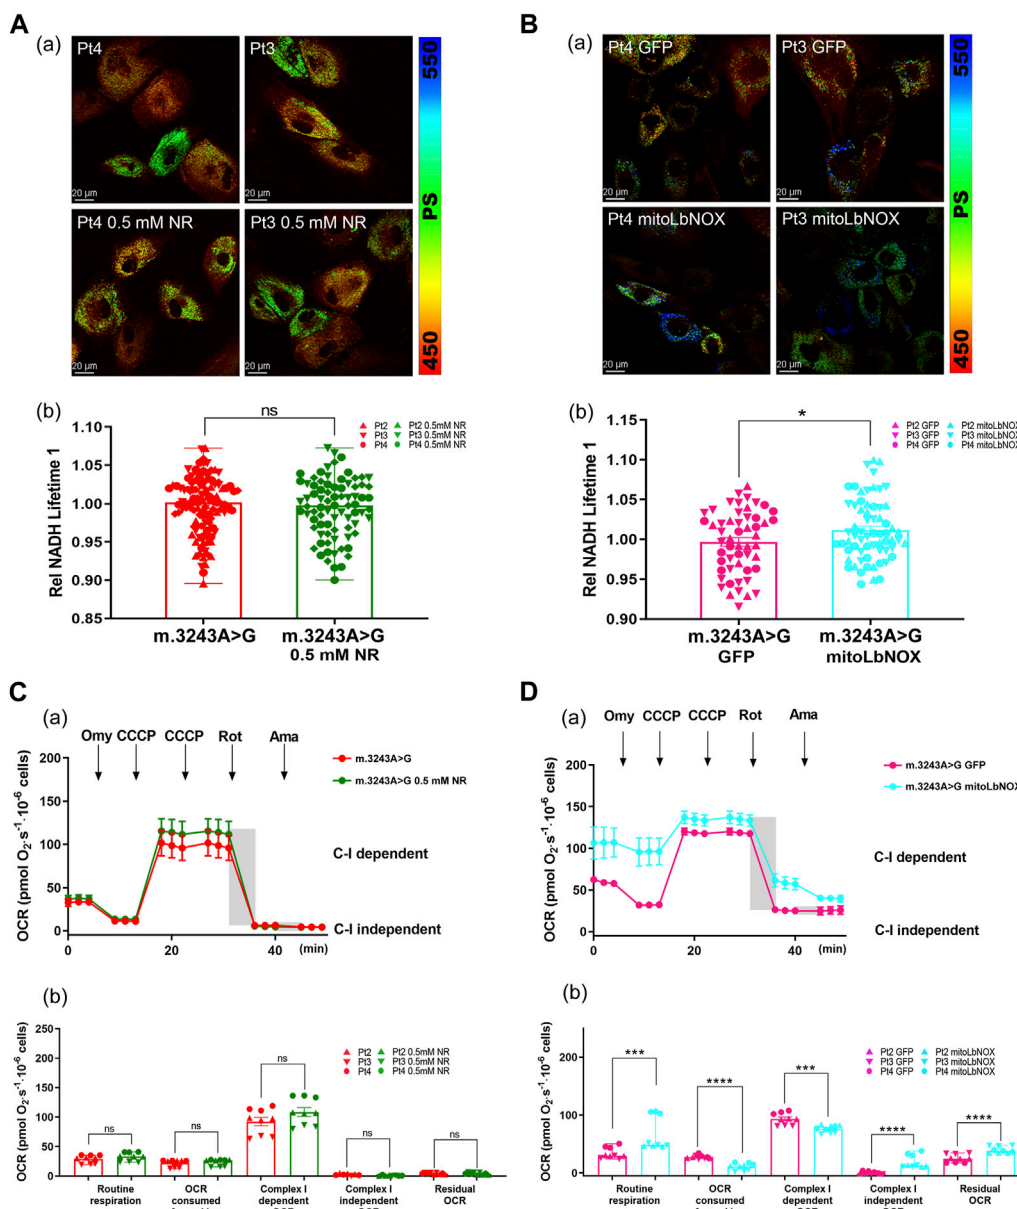 A
(a)
Pt4
Pt3
20 µm
20 µm
Pt4 0.5 mM NR
Pt3 0.5 mM NR
20 µm
20 µm
550
PS
450
(b)
ns
Rel NADH Lifetime 1
1.10
1.05
1.00
0.95
0.90
0.85
Pt2 Pt2 0.5mM NR
Pt3 Pt3 0.5mM NR
Pt4 Pt4 0.5mM NR
m.3243A>G
m.3243A>G
0.5 mM NR
B
(a)
Pt4 GFP
Pt3 GFP
20 µm
20 µm
Pt4 mitoLbNOX
Pt3 mitoLbNOX
20 µm
20 µm
550
PS
450
(b)
*
Rel NADH Lifetime 1
1.15
1.10
1.05
1.00
0.95
0.90
Pt2 GFP Pt2 mitoLbNOX
Pt3 GFP Pt3 mitoLbNOX
Pt4 GFP Pt4 mitoLbNOX
m.3243A>G
GFP
m.3243A>G
mitoLbNOX
C
(a)
Omy CCCP CCCP Rot Ama
OCR (pmol O2·s-1·10-6 cells)
200
150
100
50
0
0 20 40 (min)
m.3243A>G
m.3243A>G 0.5 mM NR
C-I dependent
C-I independent
(b)
OCR (pmol O2·s-1·10-6 cells)
250
200
150
100
50
0
Pt2 Pt2 0.5mM NR
Pt3 Pt3 0.5mM NR
Pt4 Pt4 0.5mM NR
ns
ns
ns
ns
ns
Routine
respiration
OCR
consumed
Complex I
dependent
Complex I
independent
Residual
OCR
D
(a)
Omy CCCP CCCP Rot Ama
OCR (pmol O2·s-1·10-6 cells)
200
150
100
50
0
0 20 40 (min)
m.3243A>G GFP
m.3243A>G mitoLbNOX
C-I dependent
C-I independent
(b)
OCR (pmol O2·s-1·10-6 cells)
200
100
0
Pt2 GFP Pt2 mitoLbNOX
Pt3 GFP Pt3 mitoLbNOX
Pt4 GFP Pt4 mitoLbNOX
***
****
***
****
****
Routine
respiration
OCR
consumed
Complex I
dependent
Complex I
independent
Residual
OCR